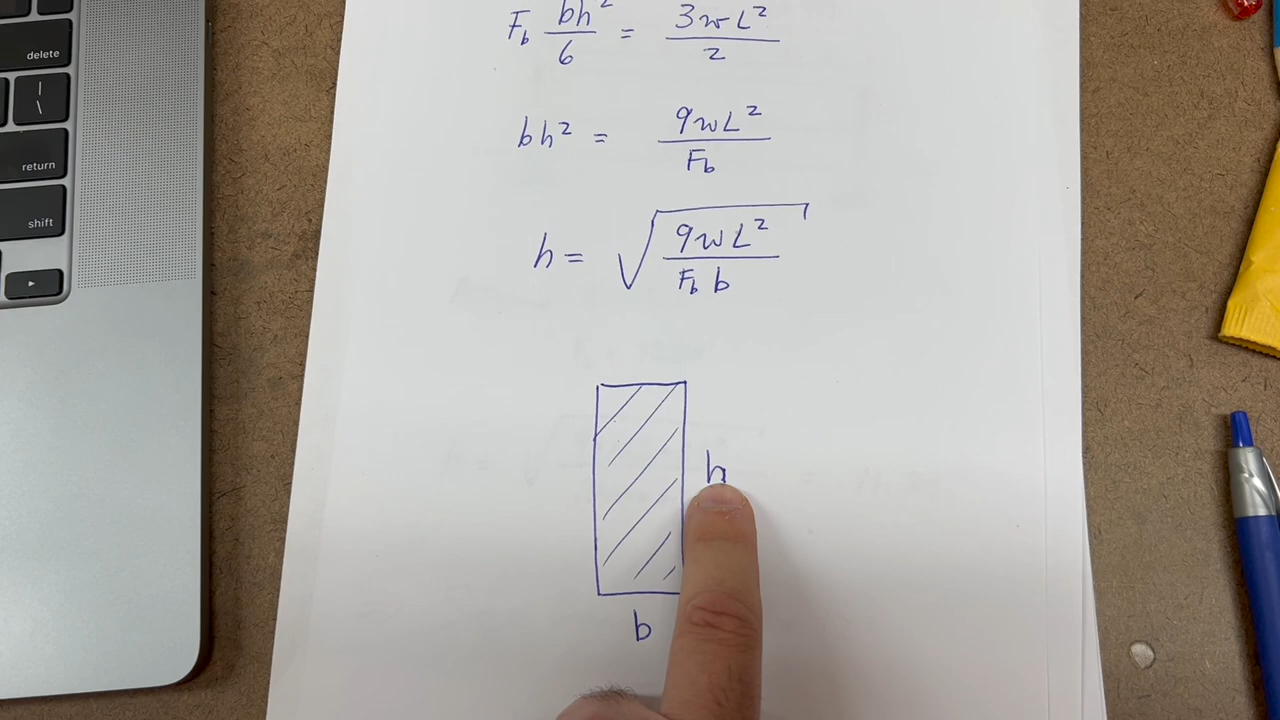 delete
| \
return
shift
F_b bh²/6 = 3wL²/2
bh² = 9wL²/F_b
h = √(9wL²/(F_b b))
h
b